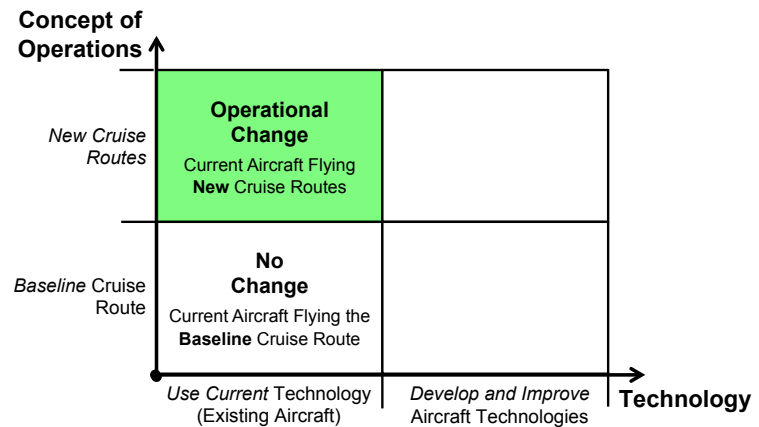 Concept of
Operations
New Cruise
Routes
Operational
Change
Current Aircraft Flying
New Cruise Routes
Baseline Cruise
Route
No
Change
Current Aircraft Flying the
Baseline Cruise Route
Use Current Technology
(Existing Aircraft)
Develop and Improve
Aircraft Technologies
Technology